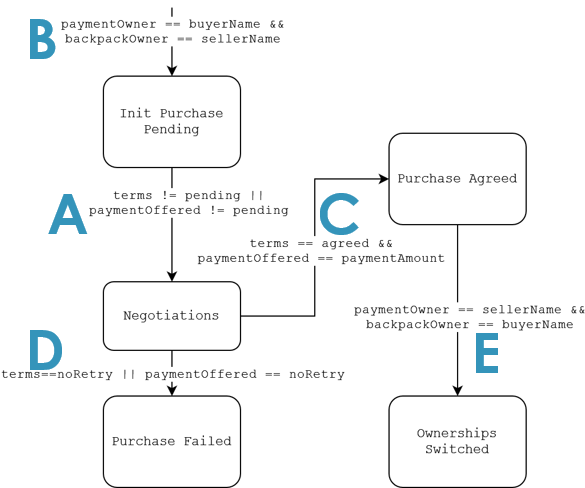 B
paymentOwner == buyerName &&
backpackOwner == sellerName
Init Purchase
Pending
A
terms != pending ||
paymentOffered != pending
C
Purchase Agreed
terms == agreed &&
paymentOffered == paymentAmount
Negotiations
paymentOwner == sellerName &&
backpackOwner == buyerName
E
D
terms==noRetry || paymentOffered == noRetry
Purchase Failed
Ownerships
Switched